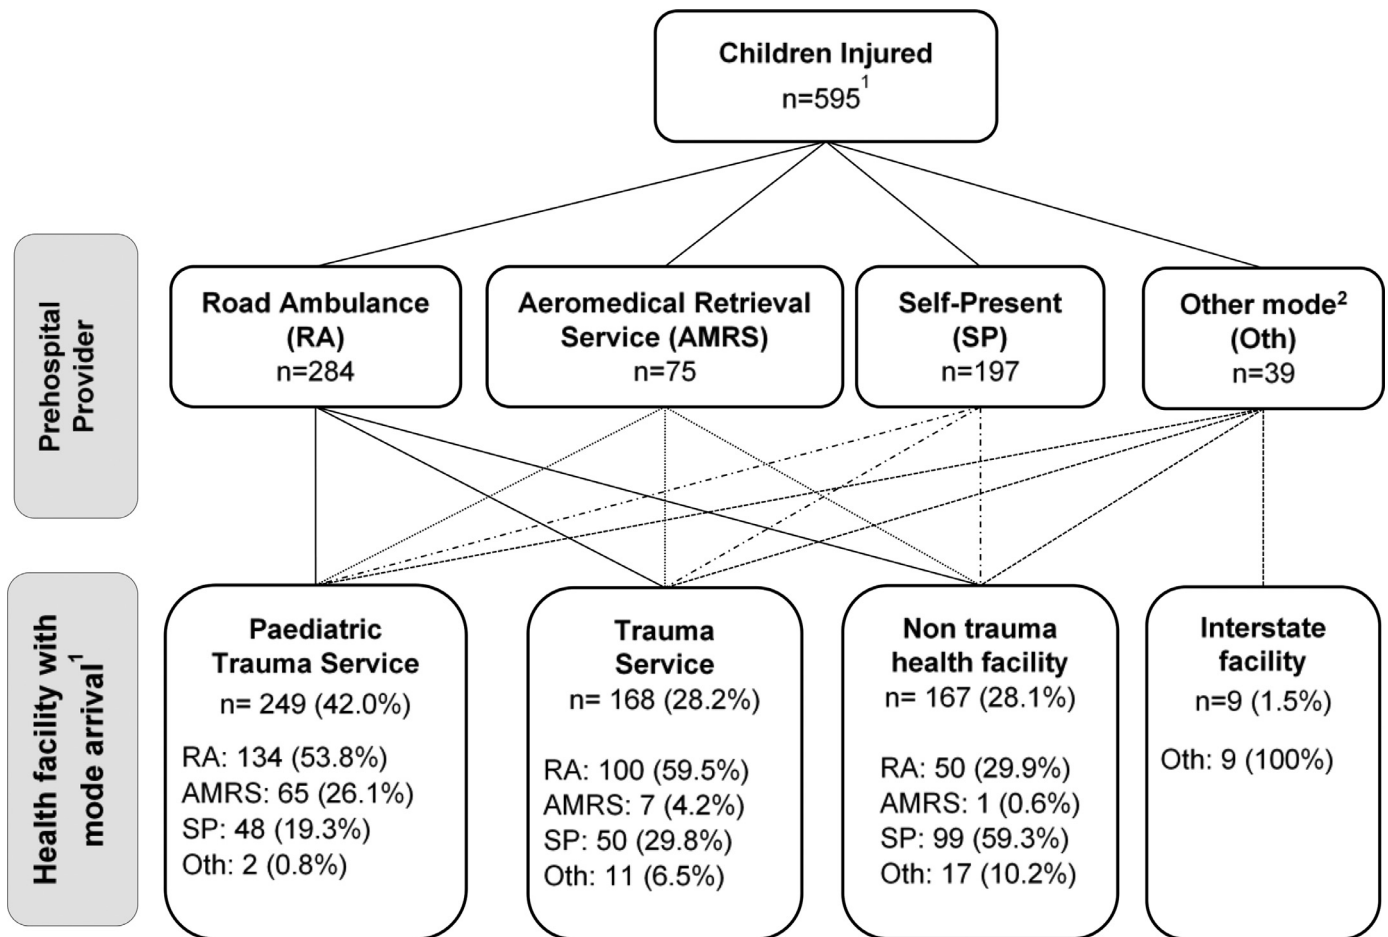 Children Injured
n=595¹
Prehospital
Provider
Road Ambulance
(RA)
n=284
Aeromedical Retrieval
Service (AMRS)
n=75
Self-Present
(SP)
n=197
Other mode²
(Oth)
n=39
Health facility with
mode arrival¹
Paediatric
Trauma Service
n= 249 (42.0%)
RA: 134 (53.8%)
AMRS: 65 (26.1%)
SP: 48 (19.3%)
Oth: 2 (0.8%)
Trauma
Service
n= 168 (28.2%)
RA: 100 (59.5%)
AMRS: 7 (4.2%)
SP: 50 (29.8%)
Oth: 11 (6.5%)
Non trauma
health facility
n= 167 (28.1%)
RA: 50 (29.9%)
AMRS: 1 (0.6%)
SP: 99 (59.3%)
Oth: 17 (10.2%)
Interstate
facility
n=9 (1.5%)
Oth: 9 (100%)